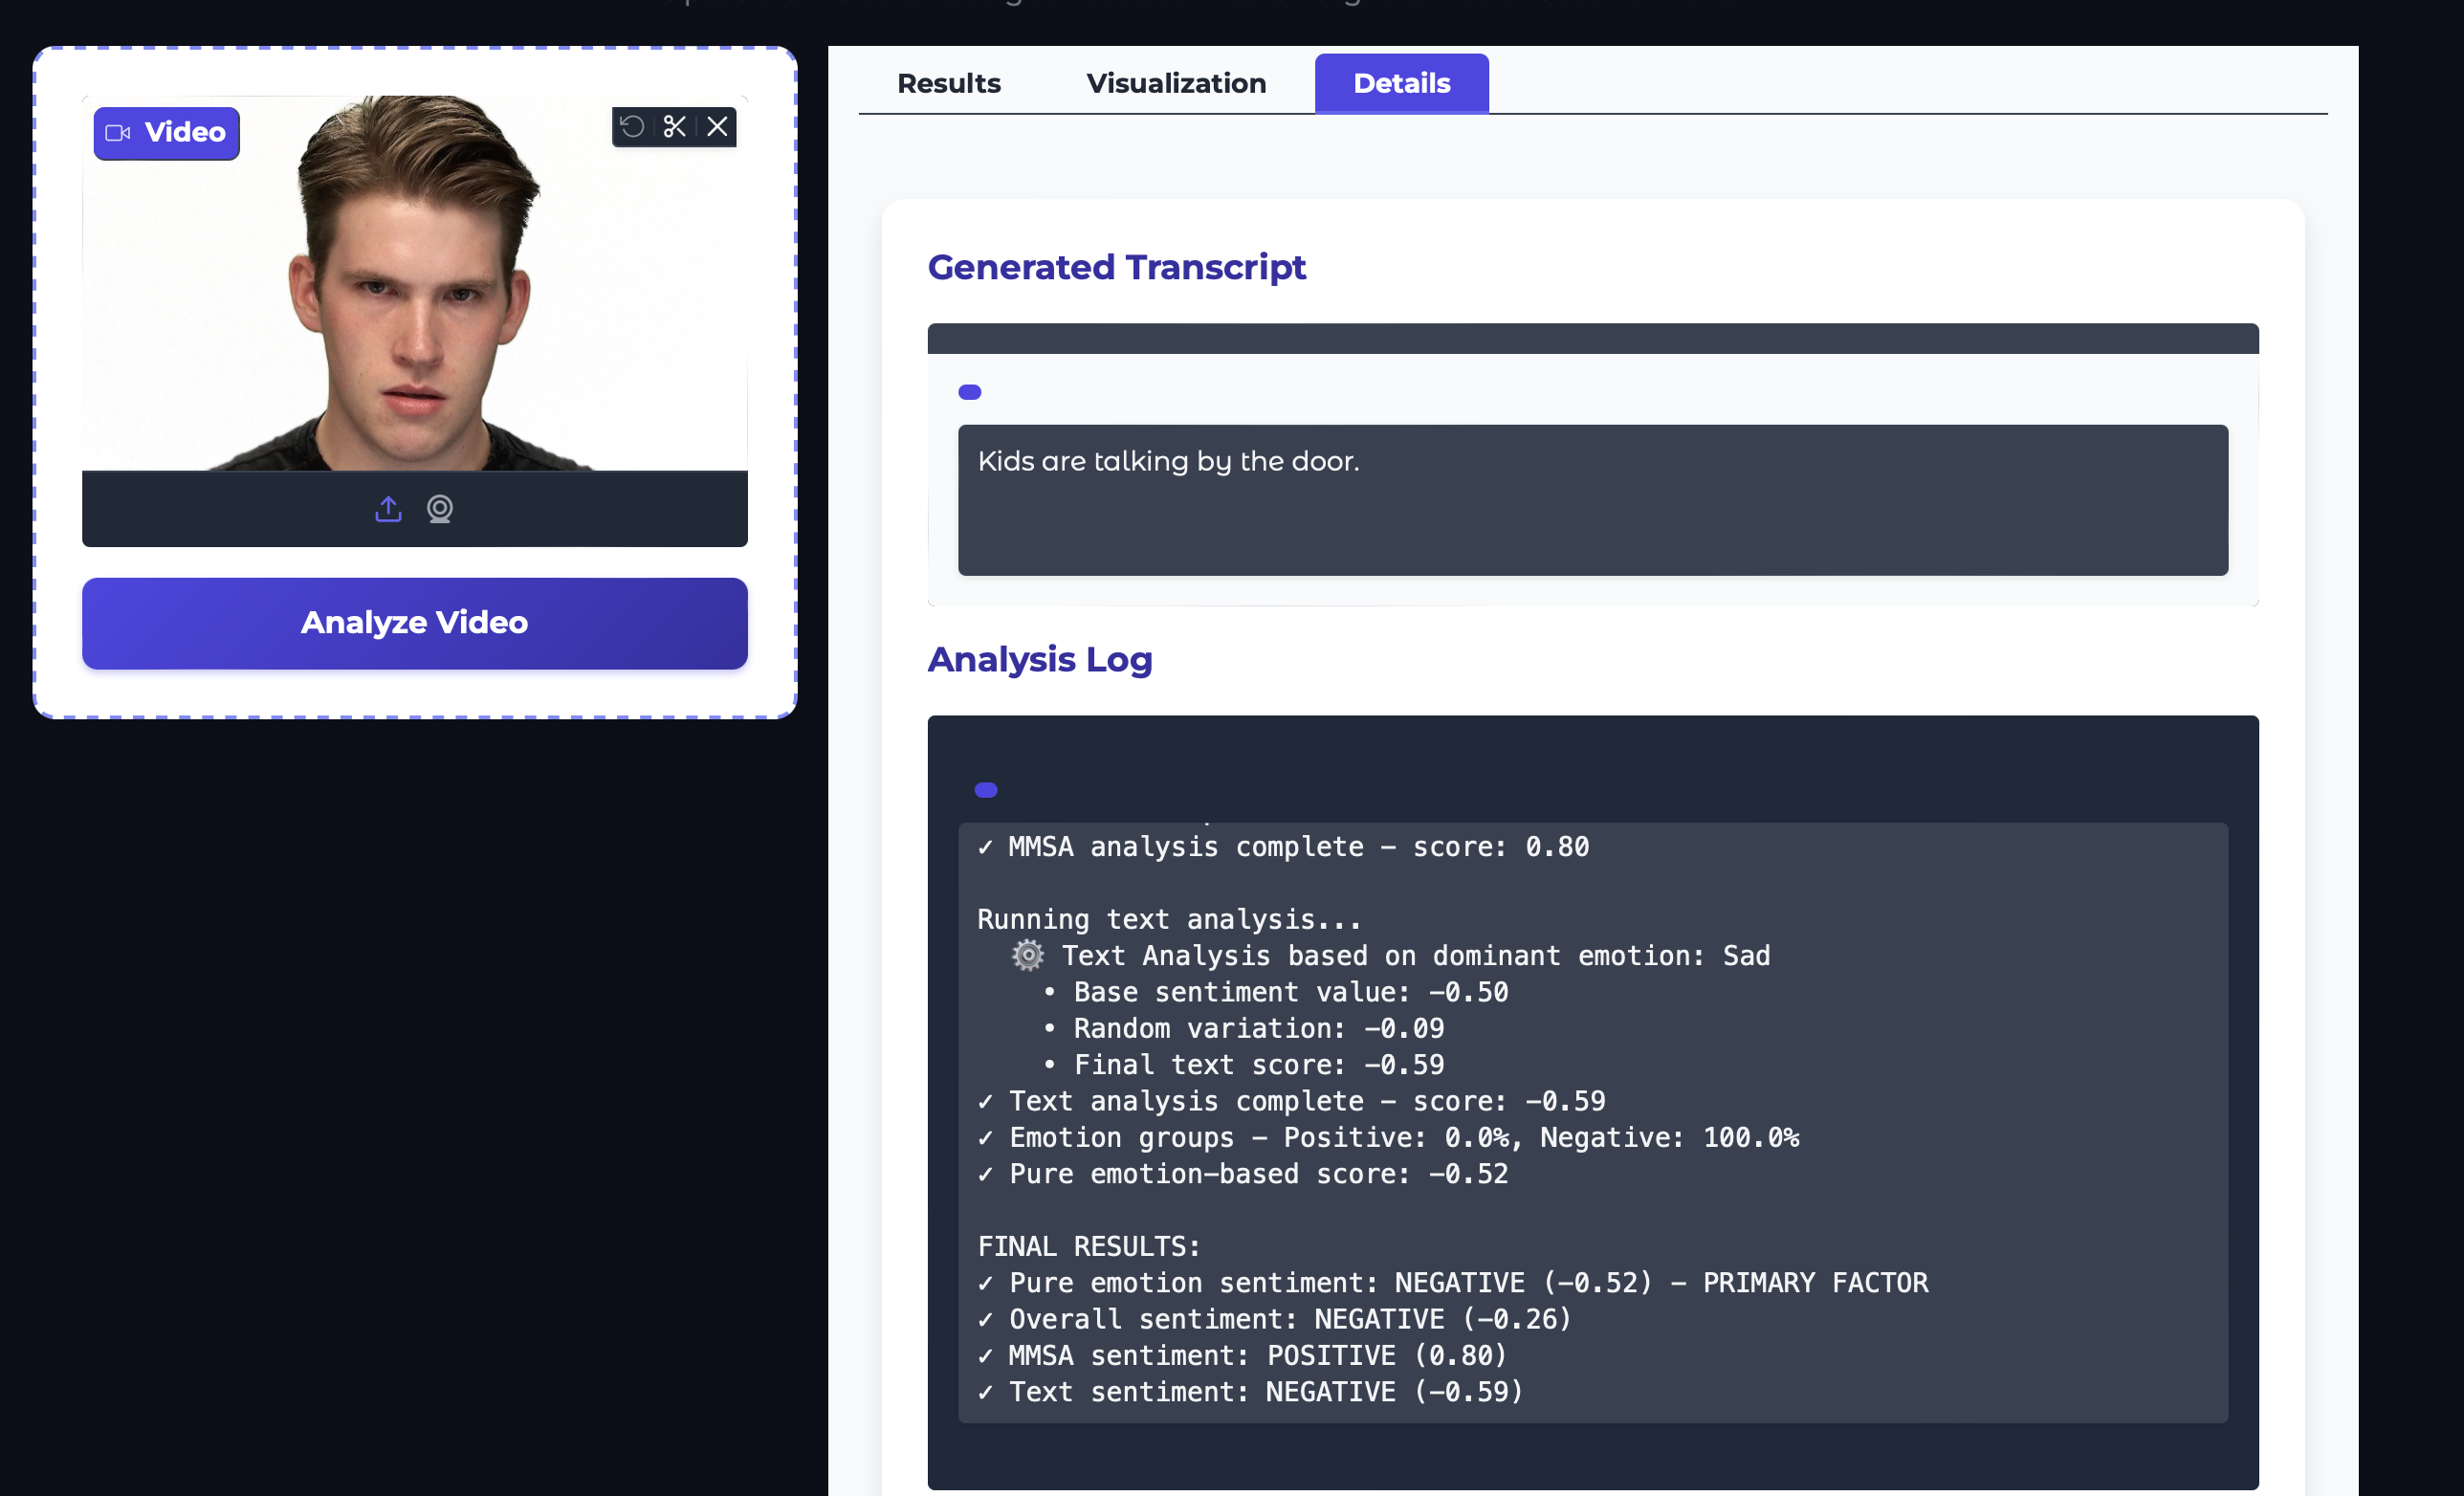 Video
Analyze Video
Results Visualization Details
Generated Transcript
Kids are talking by the door.
Analysis Log
✓ MMSA analysis complete – score: 0.80
Running text analysis...
⚙️ Text Analysis based on dominant emotion: Sad
• Base sentiment value: –0.50
• Random variation: –0.09
• Final text score: –0.59
✓ Text analysis complete – score: –0.59
✓ Emotion groups – Positive: 0.0%, Negative: 100.0%
✓ Pure emotion–based score: –0.52
FINAL RESULTS:
✓ Pure emotion sentiment: NEGATIVE (–0.52) – PRIMARY FACTOR
✓ Overall sentiment: NEGATIVE (–0.26)
✓ MMSA sentiment: POSITIVE (0.80)
✓ Text sentiment: NEGATIVE (–0.59)